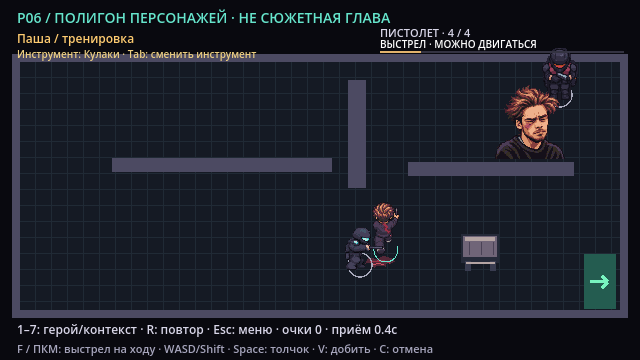 P06 / ПОЛИГОН ПЕРСОНАЖЕЙ · НЕ СЮЖЕТНАЯ ГЛАВА
Паша / тренировка
ПИСТОЛЕТ · 4 / 4
ВЫСТРЕЛ · МОЖНО ДВИГАТЬСЯ
Инструмент: Кулаки · Tab: сменить инструмент
1–7: герой/контекст · R: повтор · Esc: меню · очки 0 · приём 0.4с
F / ПКМ: выстрел на ходу · WASD/Shift · Space: толчок · V: добить · C: отмена